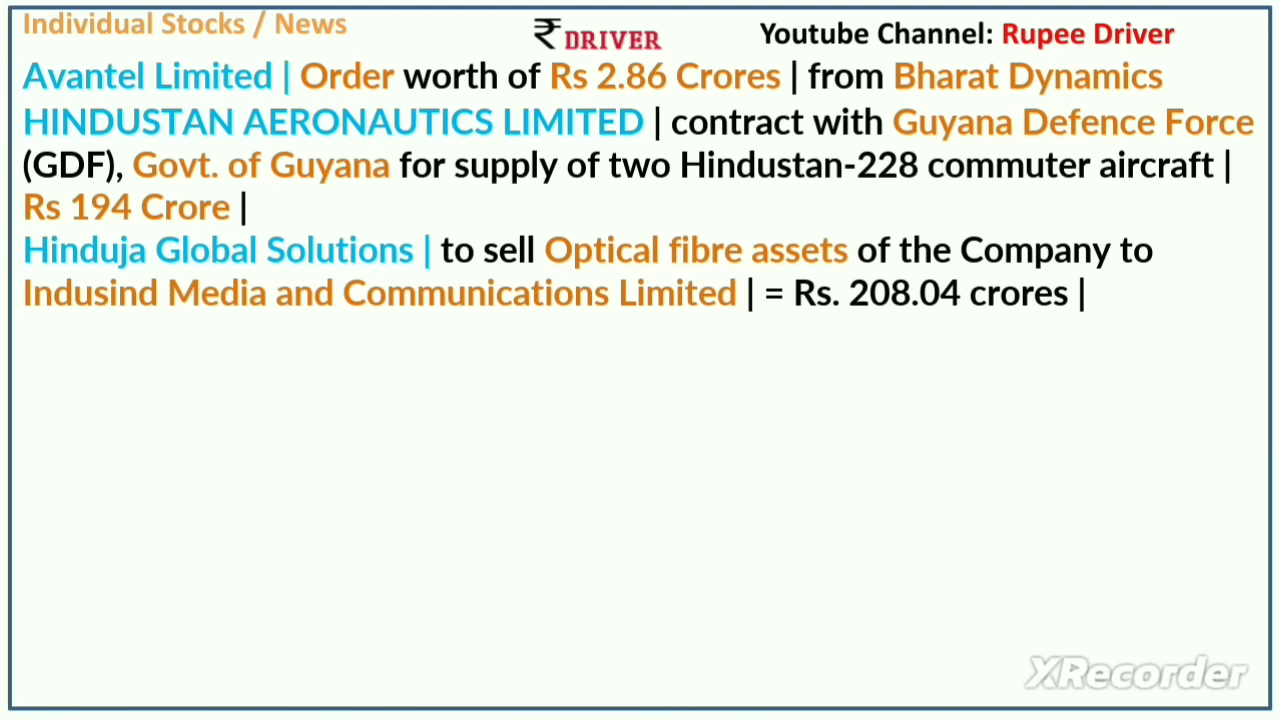 Individual Stocks / News
₹ DRIVER
Youtube Channel: Rupee Driver
Avantel Limited | Order worth of Rs 2.86 Crores | from Bharat Dynamics
HINDUSTAN AERONAUTICS LIMITED | contract with Guyana Defence Force
(GDF), Govt. of Guyana for supply of two Hindustan-228 commuter aircraft |
Rs 194 Crore |
Hinduja Global Solutions | to sell Optical fibre assets of the Company to
Indusind Media and Communications Limited | = Rs. 208.04 crores |
XRecorder